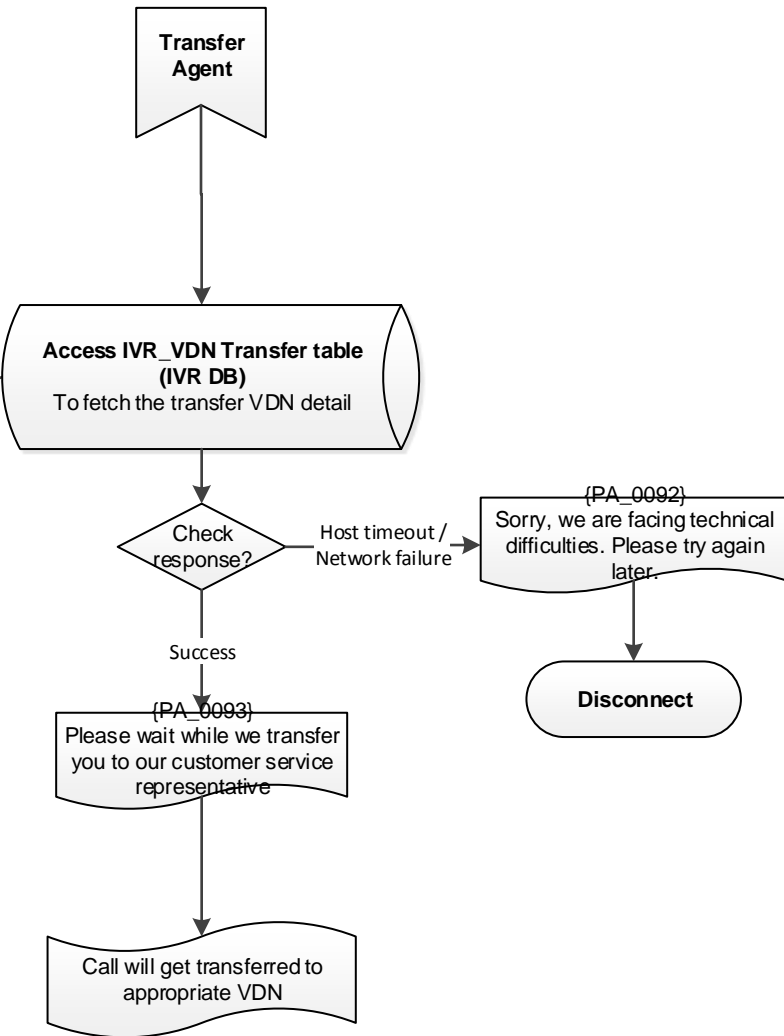 Transfer
Agent
Access IVR_VDN Transfer table
(IVR DB)
To fetch the transfer VDN detail
Check
response?
Host timeout /
Network failure
{PA_0092}
Sorry, we are facing technical
difficulties. Please try again
later.
Disconnect
Success
{PA_0093}
Please wait while we transfer
you to our customer service
representative
Call will get transferred to
appropriate VDN